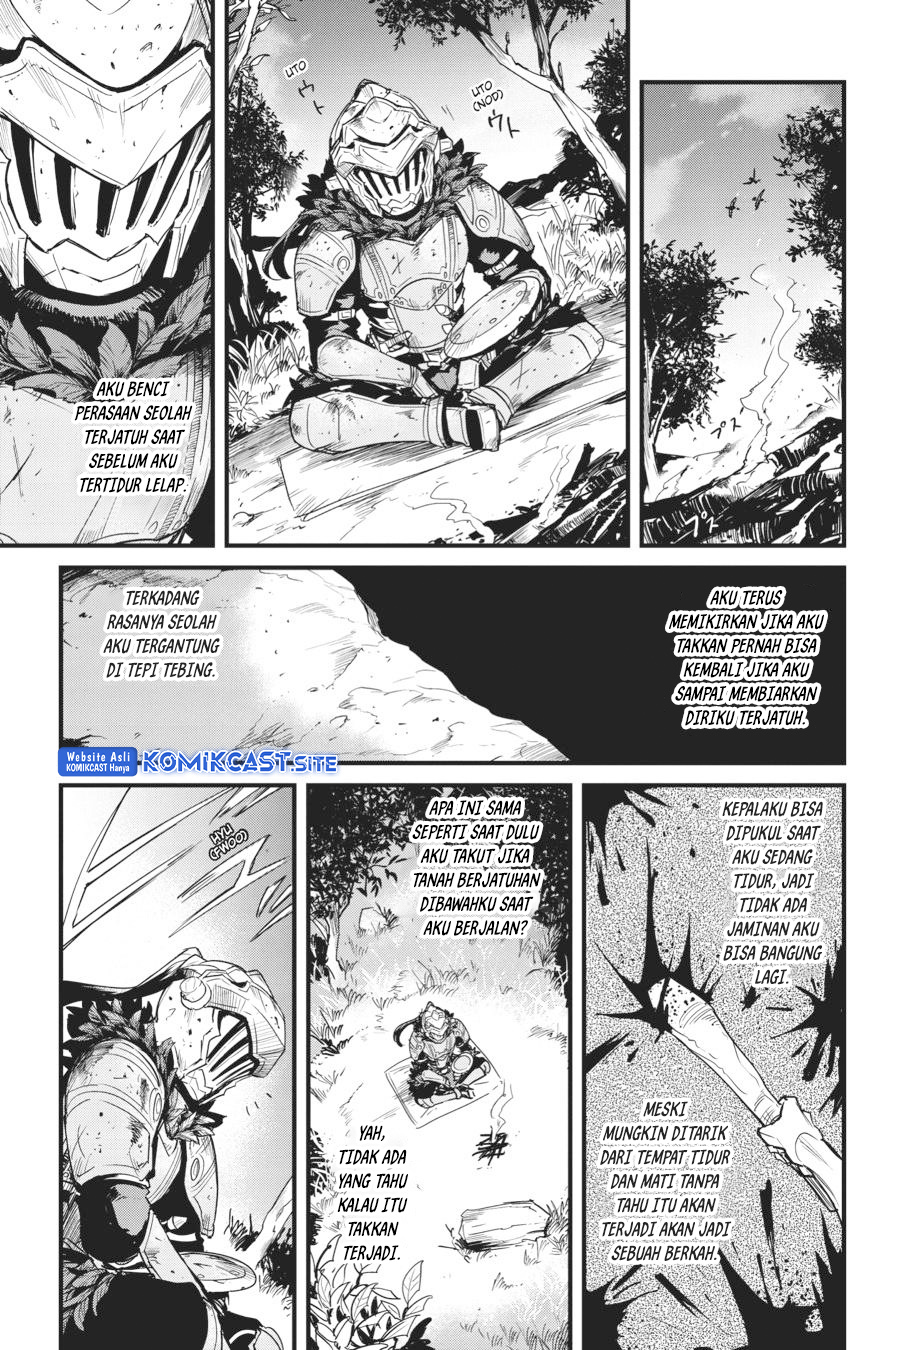 プスプス
UTO
(NOD)
ウト
UTO
ウト
AKU BENCI
PERASAAN SEOLAH
TERJATUH SAAT
SEBELUM AKU
TERTIDUR LELAP.
AKU TERUS
MEMIKIRKAN JIKA AKU
TAKKAN PERNAH BISA
KEMBALI JIKA AKU
SAMPAI MEMBIARKAN
DIRIKU TERJATUH.
TERKADANG
RASANYA SEOLAH
AKU TERGANTUNG
DI TEPI TEBING.
Website Asli
KOMIKCAST Hanya
KOMIKCAST.SITE
KEPALAKU BISA
DIPUKUL SAAT
AKU SEDANG
TIDUR, JADI
TIDAK ADA
JAMINAN AKU
BISA BANGUNG
LAGI.
MESKI
MUNGKIN DITARIK
DARI TEMPAT TIDUR
DAN MATI TANPA
TAHU ITU AKAN
TERJADI AKAN JADI
SEBUAH BERKAH.
APA INI SAMA
SEPERTI SAAT DULU
AKU TAKUT JIKA
TANAH BERJATUHAN
DIBAWAHKU SAAT
AKU BERJALAN?
YAH,
TIDAK ADA
YANG TAHU
KALAU ITU
TAKKAN
TERJADI.
HYU
(FWOO)